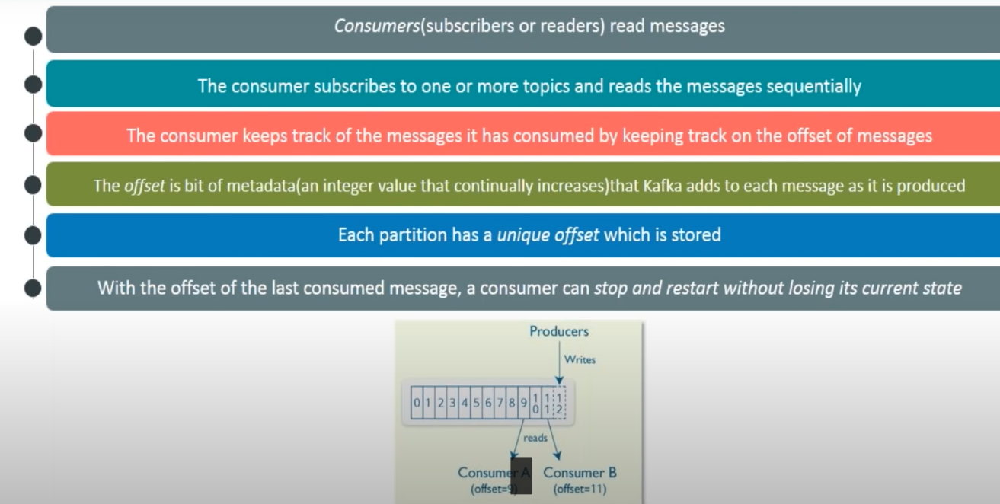 Consumers(subscribers or readers) read messages
The consumer subscribes to one or more topics and reads the messages sequentially
The consumer keeps track of the messages it has consumed by keeping track on the offset of messages
The offset is bit of metadata(an integer value that continually increases)that Kafka adds to each message as it is produced
Each partition has a unique offset which is stored
With the offset of the last consumed message, a consumer can stop and restart without losing its current state
Producers
Writes
0 1 2 3 4 5 6 7 8 9 10 11 12
reads
Consumer A Consumer B
(offset=9) (offset=11)